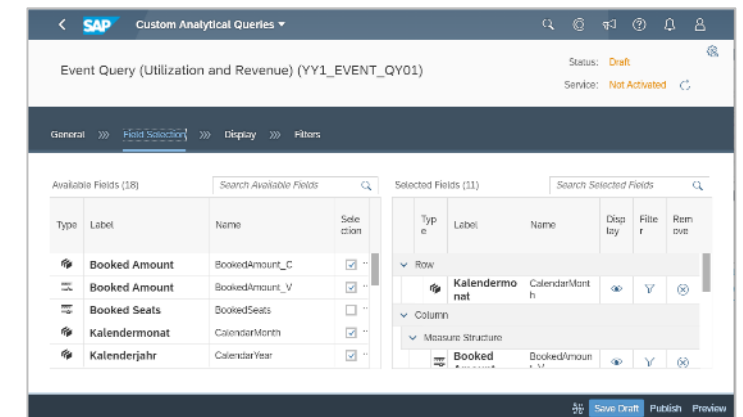 SAP Custom Analytical Queries
Event Query (Utilization and Revenue) (YY1_EVENT_QY01)
Status: Draft
Service: Not Activated
General Field Selection Display Filters
Available Fields (18) Search Available Fields
Type Label Name Sele
ction
Booked Amount BookedAmount_C
Booked Amount BookedAmount_V
Booked Seats BookedSeats
Kalendermonat CalendarMonth
Kalenderjahr CalendarYear
Selected Fields (11) Search Selected Fields
Typ
e Label Name Disp
lay Filte
r Rem
ove
Row
Kalendermo
nat CalendarMont
h
Column
Measure Structure
Booked BookedAmoun
Save Draft Publish Preview